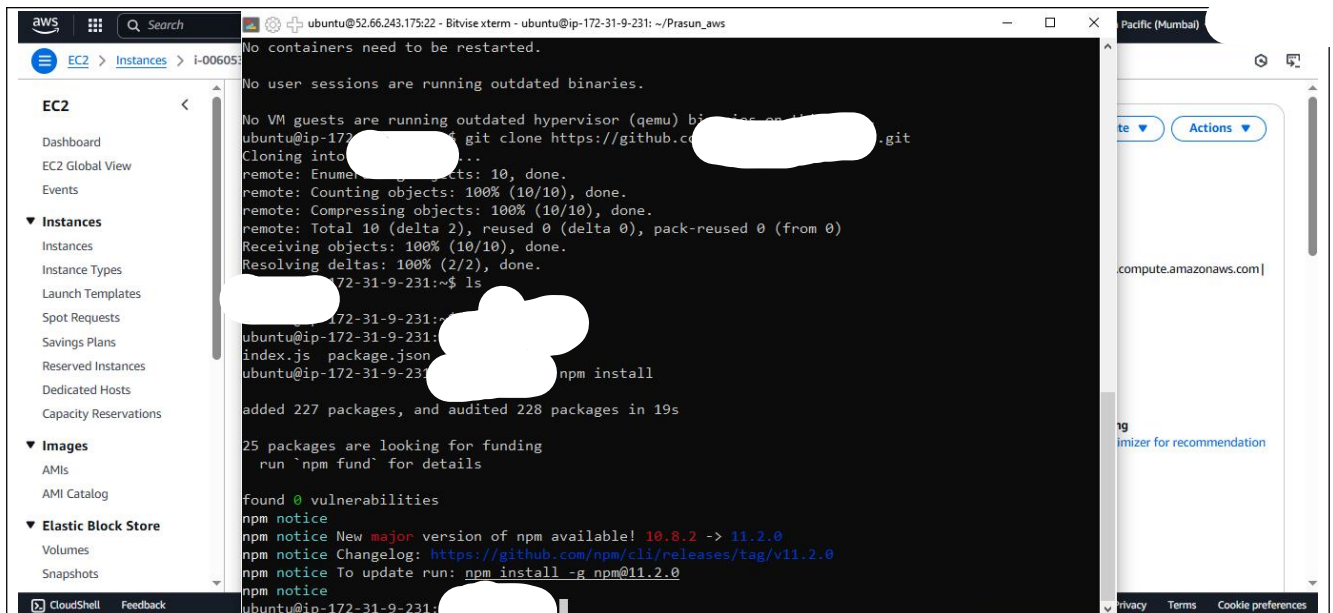 aws
Search
ubuntu@52.66.243.175:22 - Bitvise xterm - ubuntu@ip-172-31-9-231: ~/Prasun_aws
Pacific (Mumbai)
EC2 > Instances > i-00605
EC2
Dashboard
EC2 Global View
Events
Instances
Instances
Instance Types
Launch Templates
Spot Requests
Savings Plans
Reserved Instances
Dedicated Hosts
Capacity Reservations
Images
AMIs
AMI Catalog
Elastic Block Store
Volumes
Snapshots
CloudShell Feedback
No containers need to be restarted.
No user sessions are running outdated binaries.
No VM guests are running outdated hypervisor (qemu)
ubuntu@ip-172 $ git clone https://github.co .git
Cloning into ...
remote: Enume cts: 10, done.
remote: Counting objects: 100% (10/10), done.
remote: Compressing objects: 100% (10/10), done.
remote: Total 10 (delta 2), reused 0 (delta 0), pack-reused 0 (from 0)
Receiving objects: 100% (10/10), done.
Resolving deltas: 100% (2/2), done.
72-31-9-231:~$ ls
172-31-9-231:~
ubuntu@ip-172-31-9-231:
index.js package.json
ubuntu@ip-172-31-9-231 npm install
added 227 packages, and audited 228 packages in 19s
25 packages are looking for funding
run `npm fund` for details
found 0 vulnerabilities
npm notice
npm notice New major version of npm available! 10.8.2 -> 11.2.0
npm notice Changelog: https://github.com/npm/cli/releases/tag/v11.2.0
npm notice To update run: npm install -g npm@11.2.0
npm notice
ubuntu@ip-172-31-9-231:
te Actions
.compute.amazonaws.com|
ng
imizer for recommendation
Privacy Terms Cookie preferences